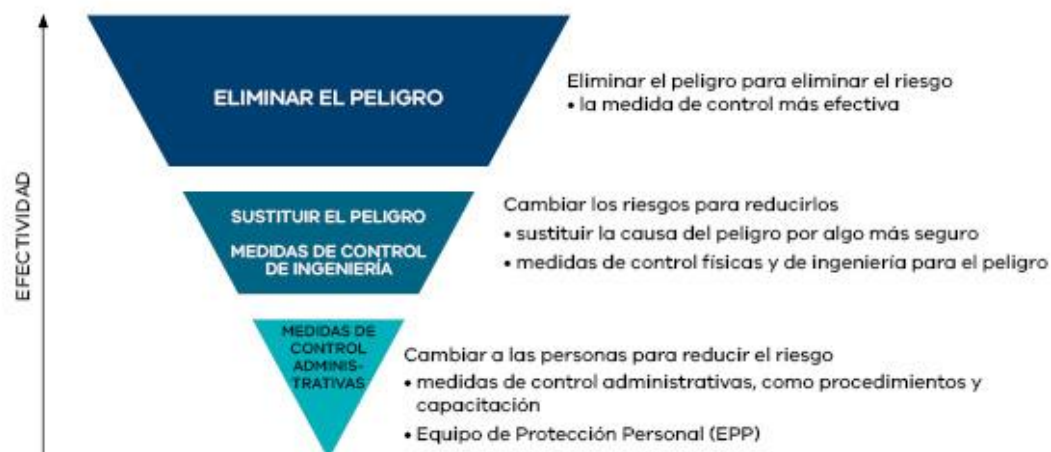 EFECTIVIDAD
ELIMINAR EL PELIGRO
Eliminar el peligro para eliminar el riesgo
• la medida de control más efectiva
SUSTITUIR EL PELIGRO
MEDIDAS DE CONTROL
DE INGENIERÍA
Cambiar los riesgos para reducirlos
• sustituir la causa del peligro por algo más seguro
• medidas de control físicas y de ingeniería para el peligro
MEDIDAS DE
CONTROL
ADMINIS-
TRATIVAS
Cambiar a las personas para reducir el riesgo
• medidas de control administrativas, como procedimientos y
capacitación
• Equipo de Protección Personal (EPP)